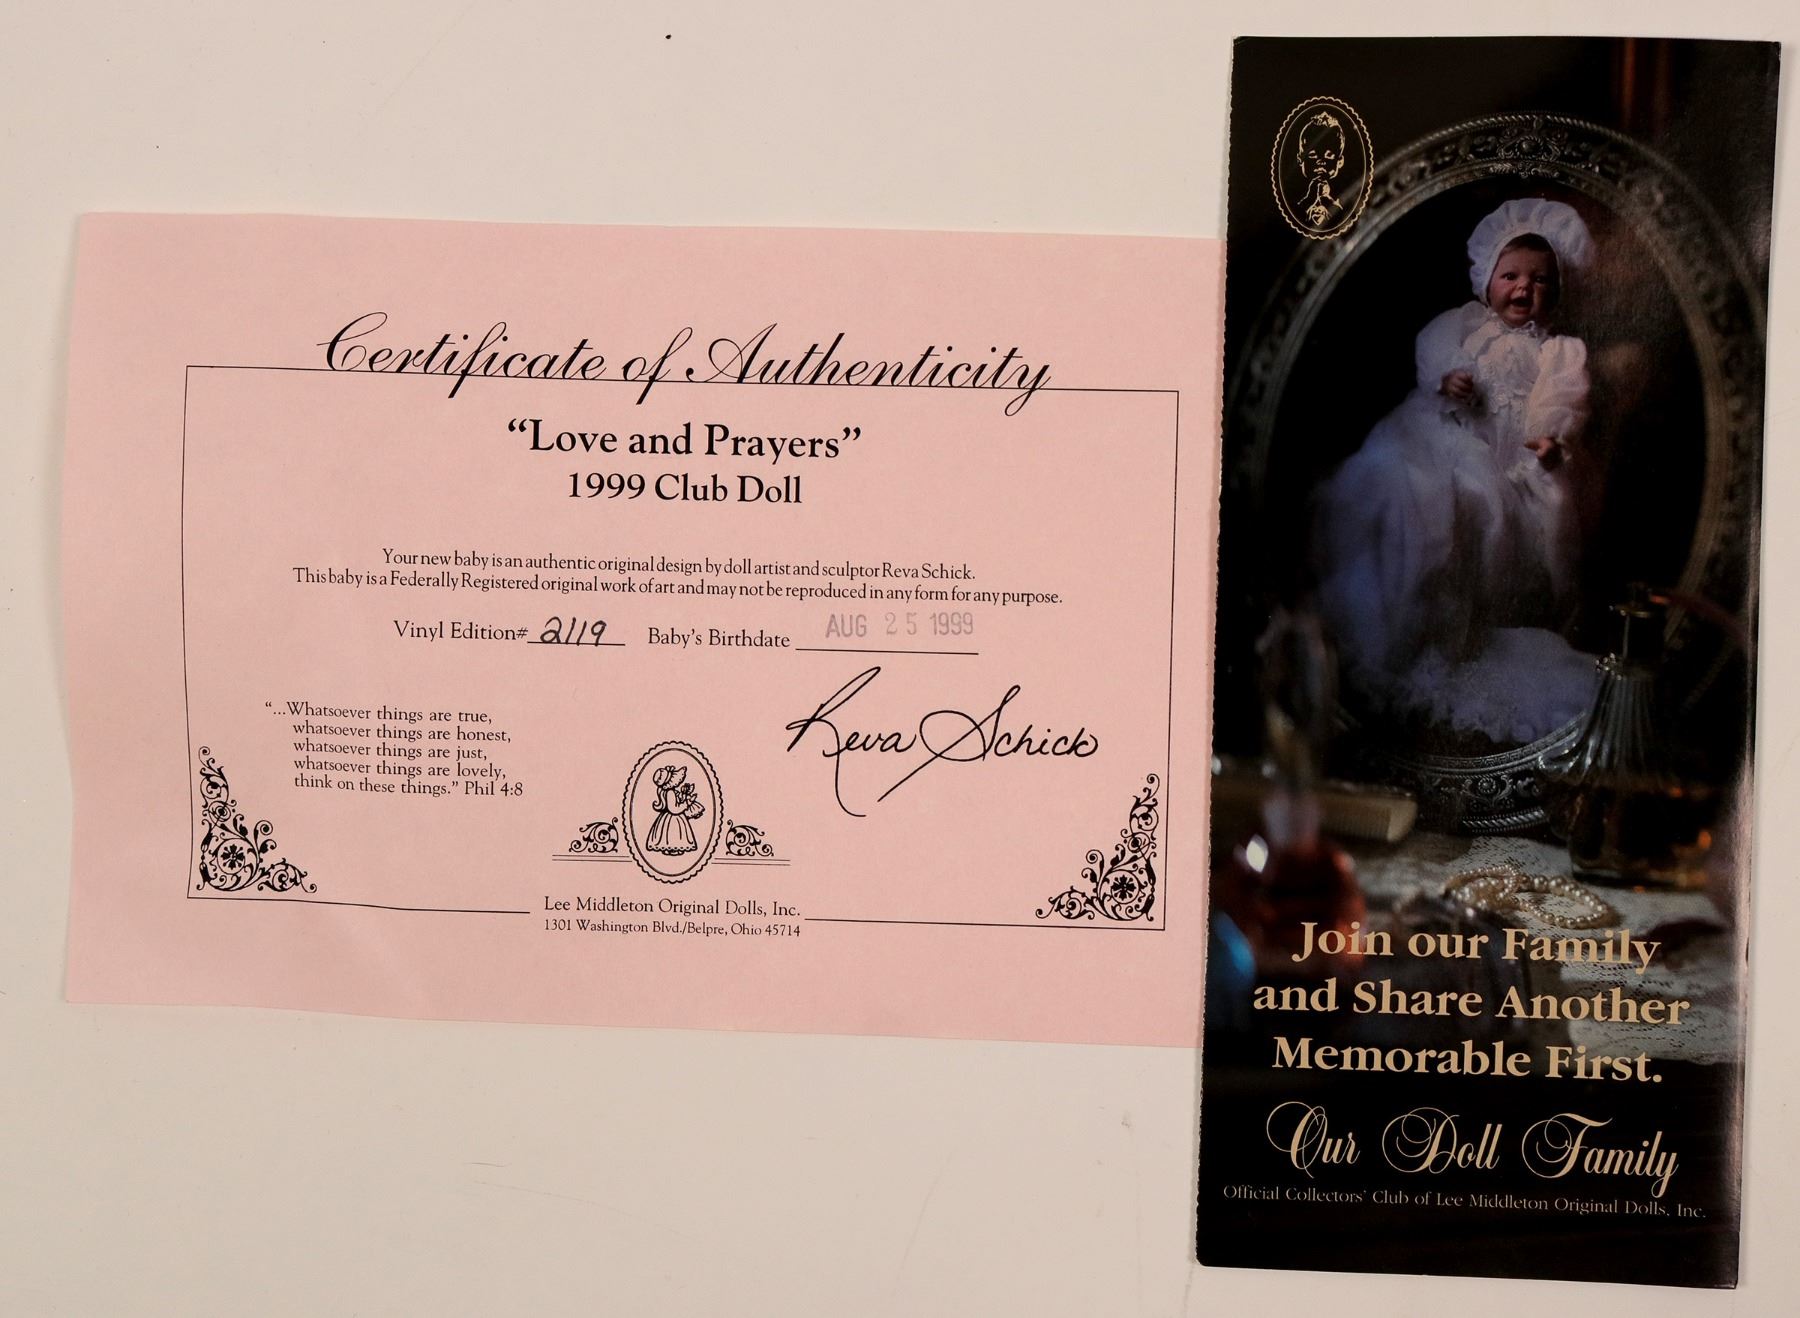 Certificate of Authenticity
“Love and Prayers”
1999 Club Doll
Your new baby is an authentic original design by doll artist and sculptor Reva Schick.
This baby is a Federally Registered original work of art and may not be reproduced in any form for any purpose.
Vinyl Edition# 2119 Baby's Birthdate AUG 25 1999
Reva Schick
“...Whatsoever things are true,
whatsoever things are honest,
whatsoever things are just,
whatsoever things are lovely,
think on these things.” Phil 4:8
Lee Middleton Original Dolls, Inc.
1301 Washington Blvd./Belpre, Ohio 45714
Join our Family
and Share Another
Memorable First.
Our Doll Family
Official Collectors' Club of Lee Middleton Original Dolls, Inc.